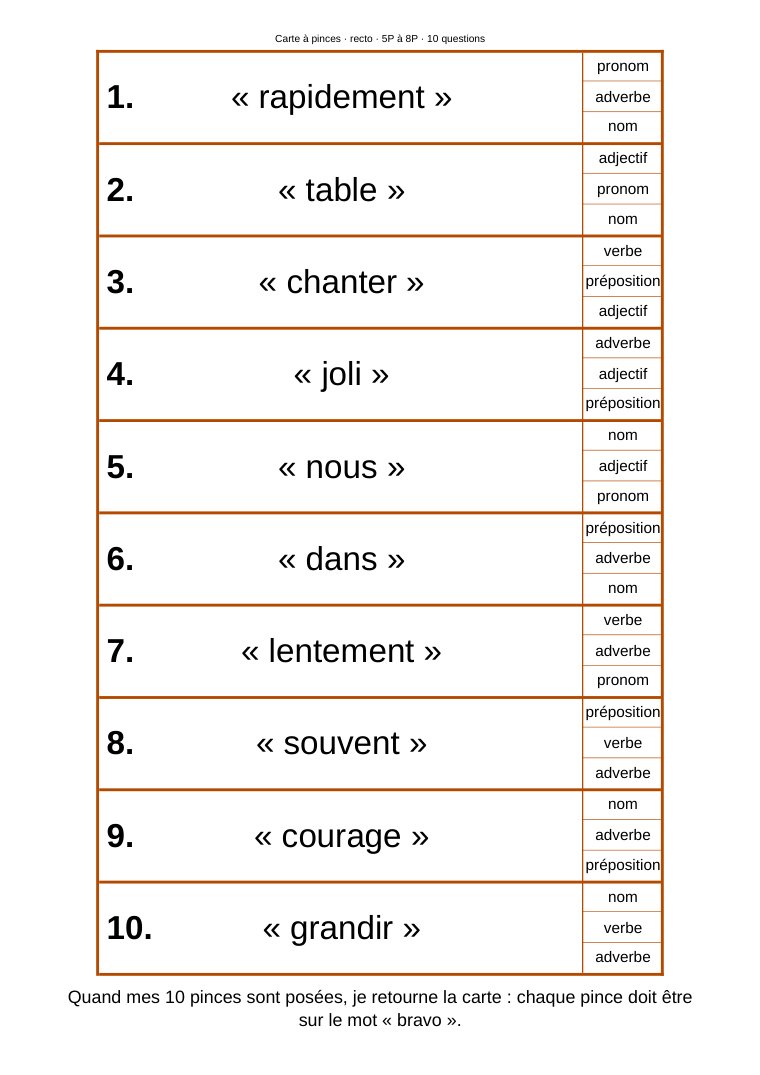 Carte à pinces · recto · 5P à 8P · 10 questions
1.
« rapidement »
pronom
adverbe
nom
2.
« table »
adjectif
pronom
nom
3.
« chanter »
verbe
préposition
adjectif
4.
« joli »
adverbe
adjectif
préposition
5.
« nous »
nom
adjectif
pronom
6.
« dans »
préposition
adverbe
nom
7.
« lentement »
verbe
adverbe
pronom
8.
« souvent »
préposition
verbe
adverbe
9.
« courage »
nom
adverbe
préposition
10.
« grandir »
nom
verbe
adverbe
Quand mes 10 pinces sont posées, je retourne la carte : chaque pince doit être
sur le mot « bravo ».